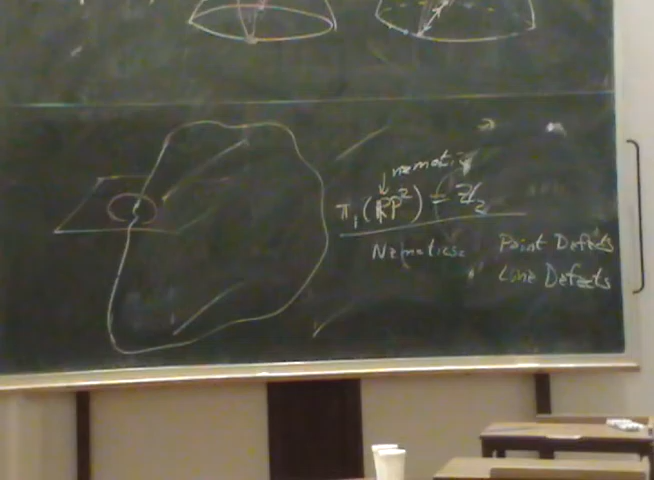 nematic
π₁(RP²) = Z₂
Nematics: Point Defects
Line Defects